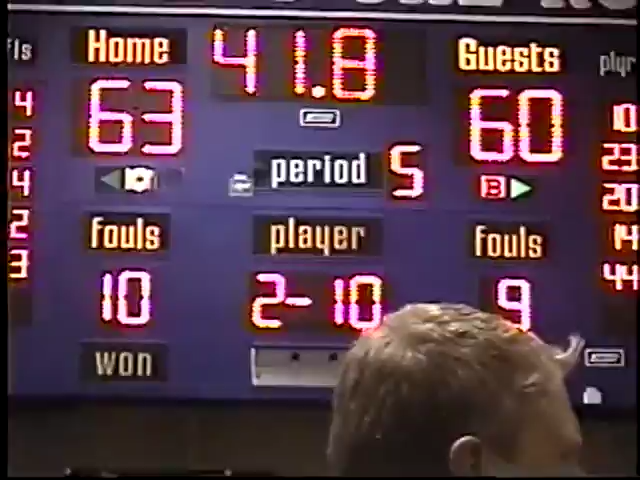 fls Home 41.8 Guests plyr
63 60
4 10
2 period 5 23
4 B 20
2 fouls player fouls 14
3 10 2-10 9 44
won